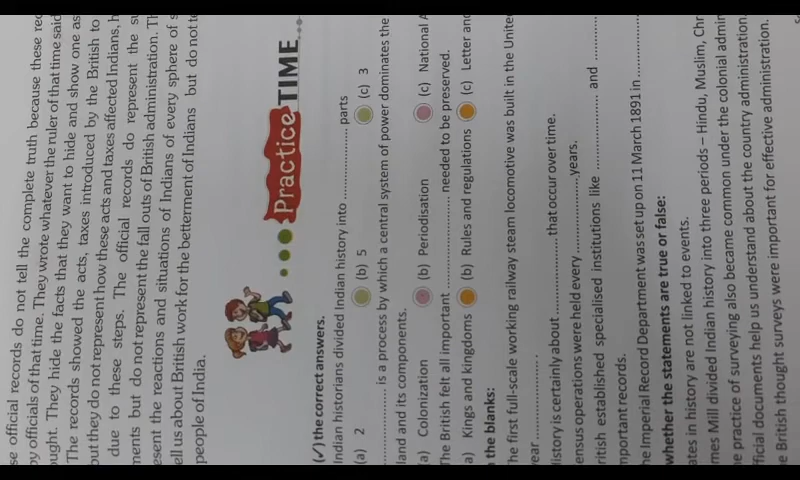 se official records do not tell the complete truth because these rec
by officials of that time. They wrote whatever the ruler of that time said
ought. They hide the facts that they want to hide and show one as
The records showed the acts, taxes introduced by the British to
out they do not represent how these acts and taxes affected Indians, h
due to these steps. The official records do represent the su
ments but do not represent the fall outs of British administration. Th
esent the reactions and situations of Indians of every sphere of s
ell us about British work for the betterment of Indians but do not te
people of India.
Practice TIME
(✓) the correct answers.
Indian historians divided Indian history into .................. parts
(a) 2 (b) 5 (c) 3
.................. is a process by which a central system of power dominates the
land and its components.
a) Colonization (b) Periodisation (c) National A
The British felt all important .................. needed to be preserved.
a) Kings and kingdoms (b) Rules and regulations (c) Letter and
the blanks:
The first full-scale working railway steam locomotive was built in the United
year .................. .
History is certainly about .................. that occur over time.
ensus operations were held every .................. years.
ritish established specialised institutions like .................. and ..................
mportant records.
he Imperial Record Department was set up on 11 March 1891 in ..................
whether the statements are true or false:
ates in history are not linked to events.
mes Mill divided Indian history into three periods – Hindu, Muslim, Chr
e practice of surveying also became common under the colonial admin
fficial documents help us understand about the country administration.
e British thought surveys were important for effective administration.